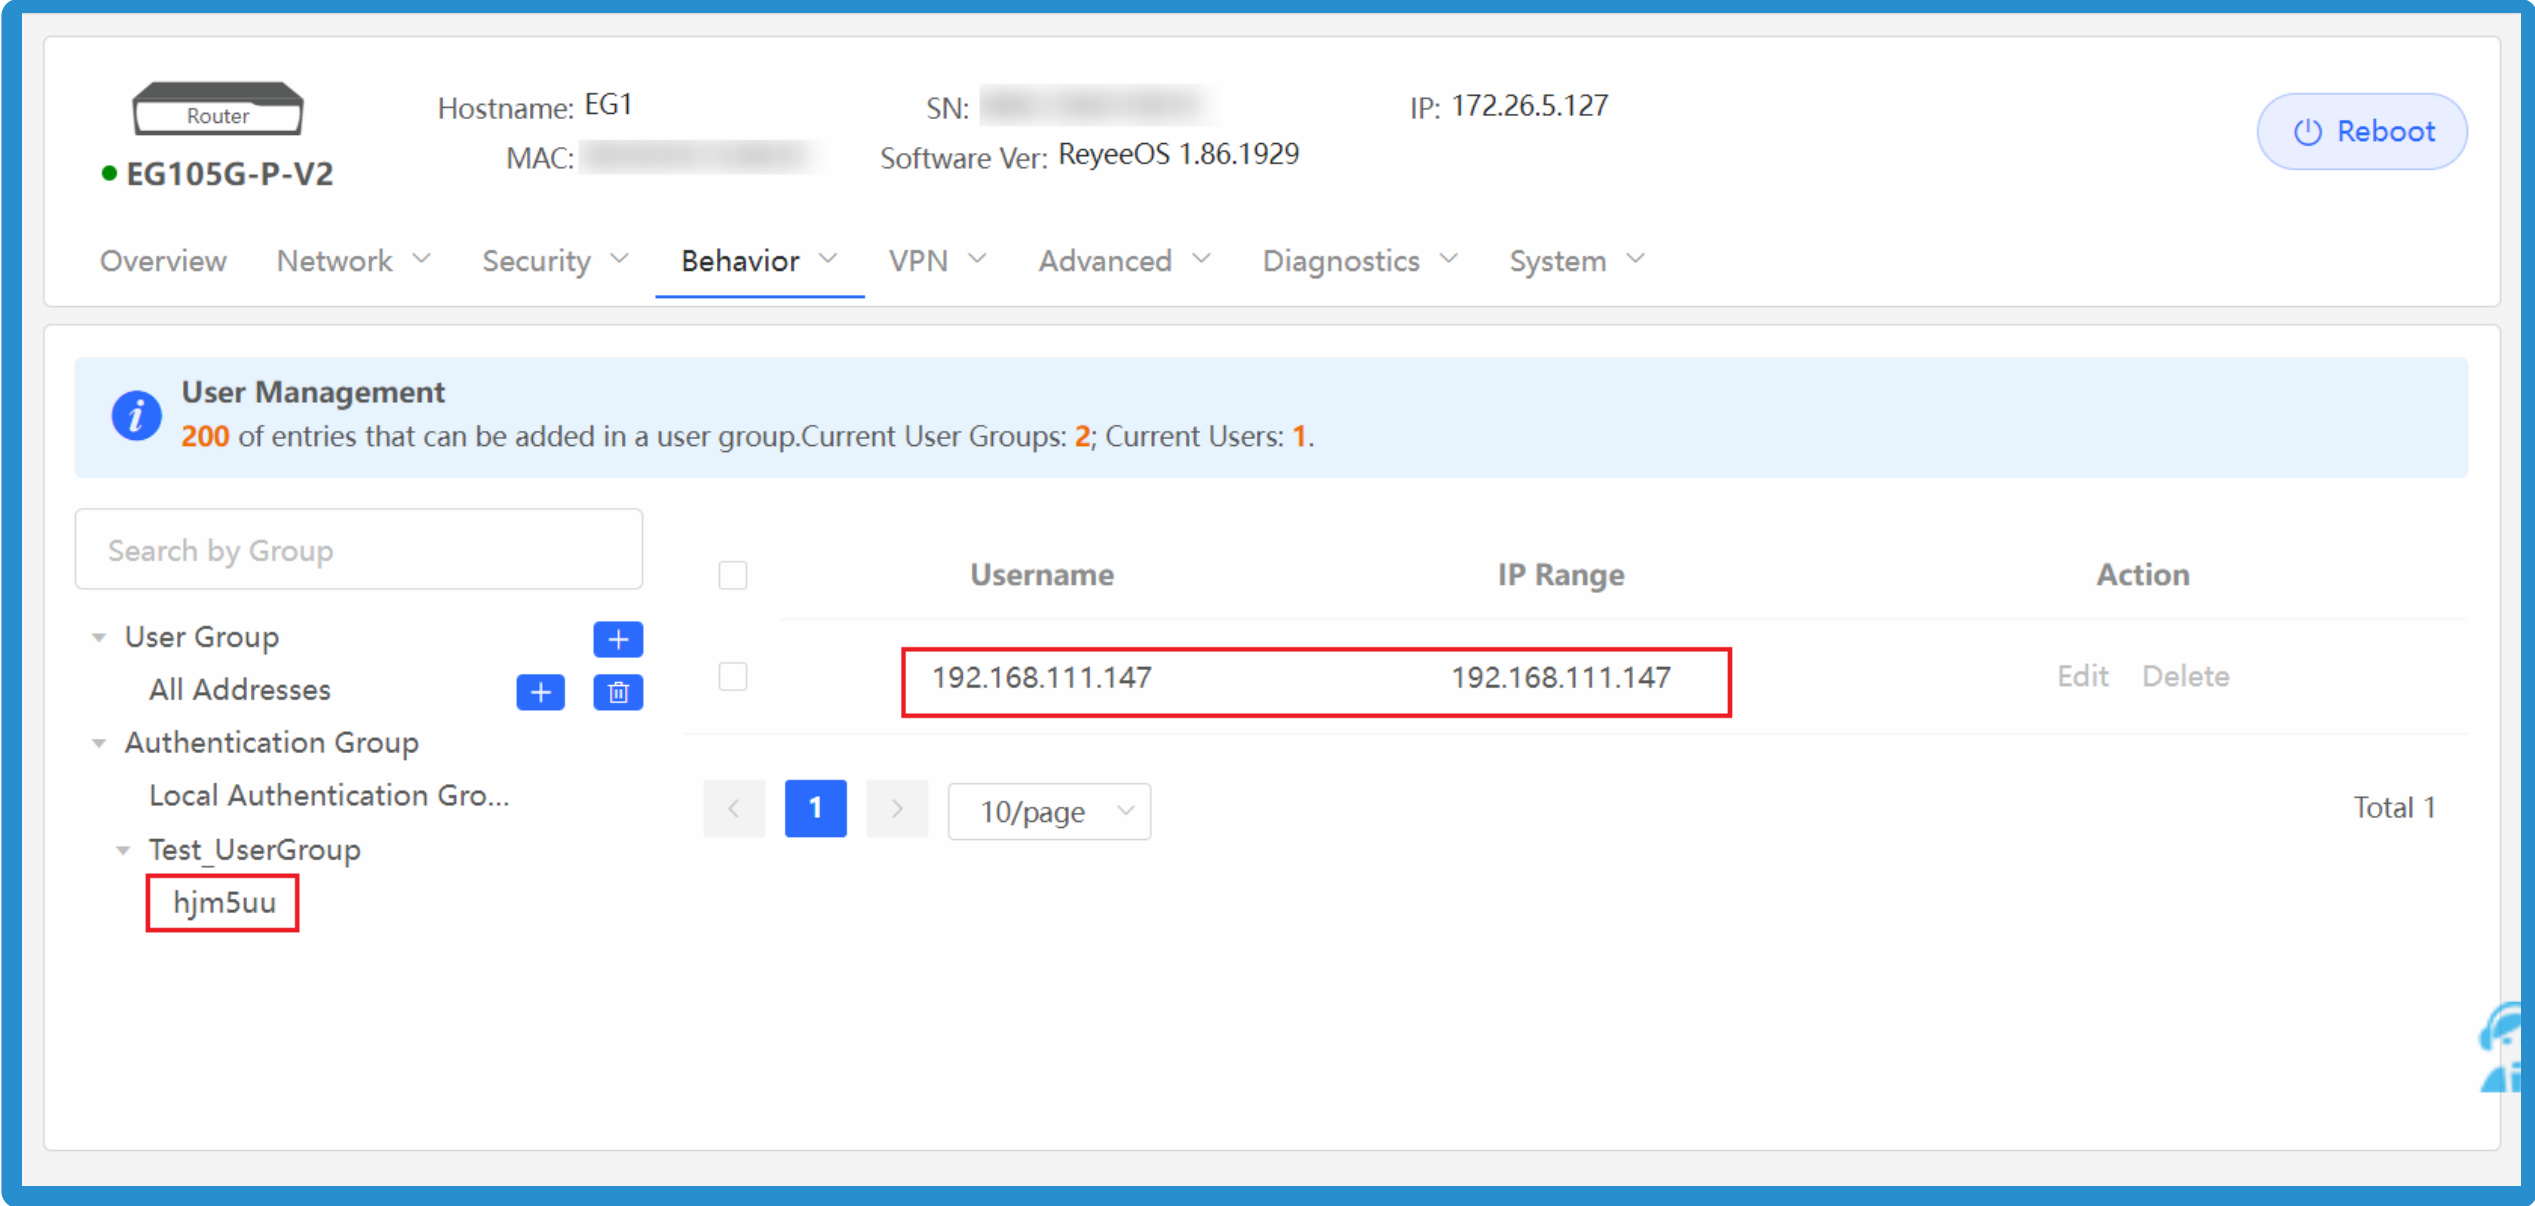 Router
EG105G-P-V2
Hostname: EG1
MAC:
SN:
Software Ver: ReyeeOS 1.86.1929
IP: 172.26.5.127
Reboot
Overview Network Security Behavior VPN Advanced Diagnostics System
User Management
200 of entries that can be added in a user group.Current User Groups: 2; Current Users: 1.
Search by Group
User Group
All Addresses
Authentication Group
Local Authentication Gro...
Test_UserGroup
hjm5uu
Username IP Range Action
192.168.111.147 192.168.111.147 Edit Delete
1 10/page Total 1